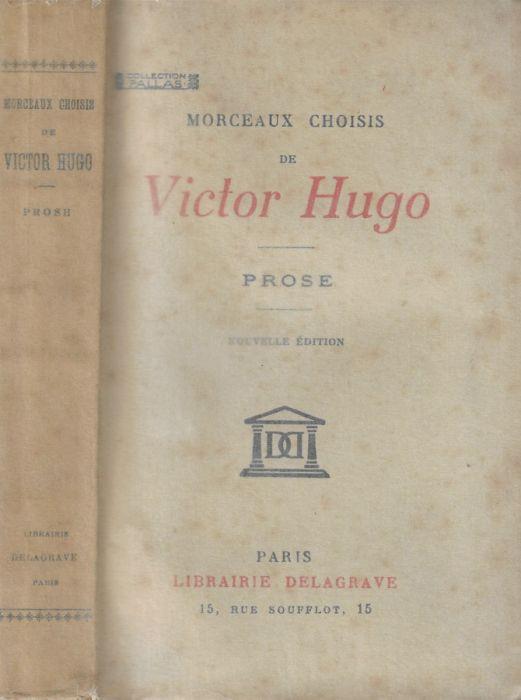 MORCEAUX CHOISIS
DE
VICTOR HUGO
PROSE
LIBRAIRIE
DELAGRAVE
PARIS
COLLECTION
PALLAS
MORCEAUX CHOISIS
DE
Victor Hugo
PROSE
NOUVELLE ÉDITION
DD
PARIS
LIBRAIRIE DELAGRAVE
15, RUE SOUFFLOT, 15